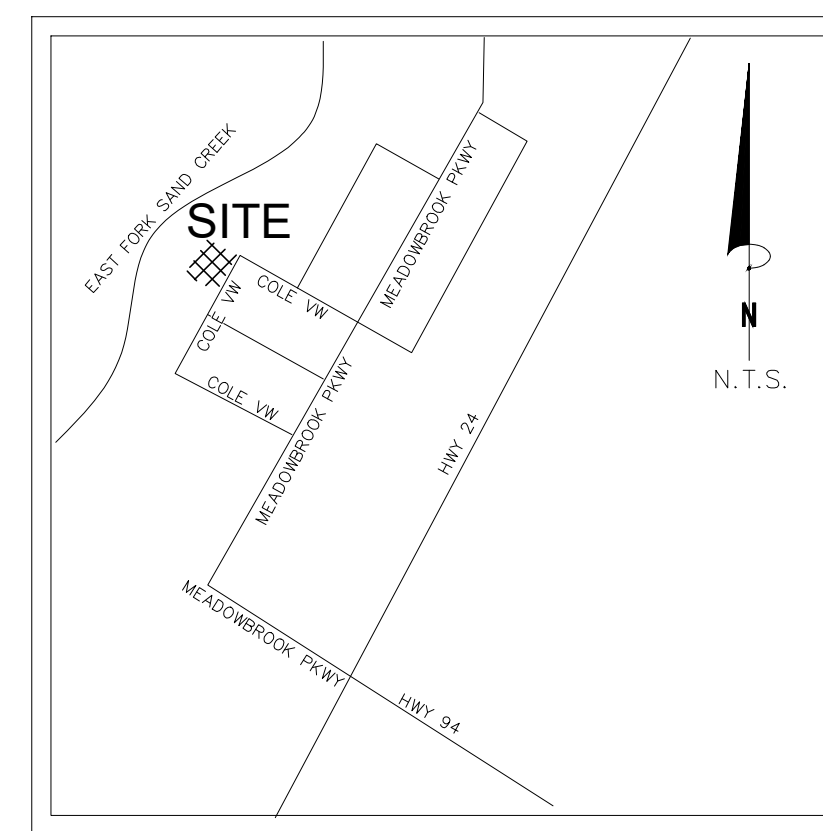 EAST FORK SAND CREEK
SITE
MEADOWBROOK PKWY
COLE VW
COLE VW
COLE VW
MEADOWBROOK PKWY
HWY 24
N
N.T.S.
MEADOWBROOK PKWY
HWY 94